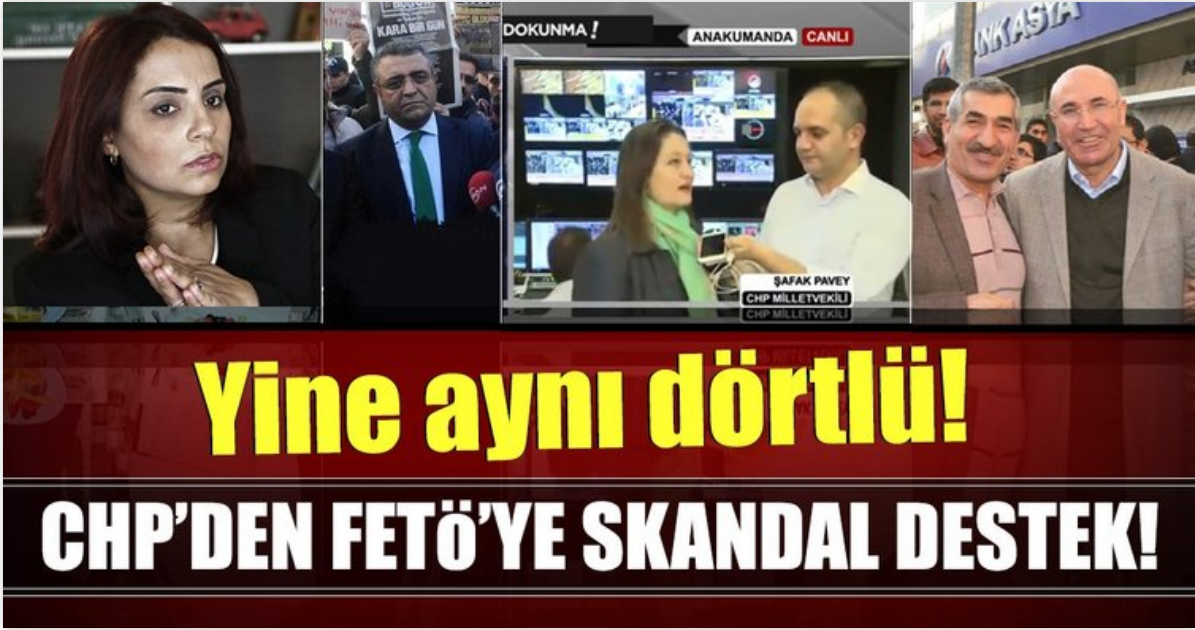 KARA BİR GÜN
DOKUNMA!
ANAKUMANDA CANLI
ANKASYA
ŞAFAK PAVEY
CHP MİLLETVEKİLİ
CHP MİLLETVEKİLİ
Yine aynı dörtlü!
CHP'DEN FETÖ'YE SKANDAL DESTEK!